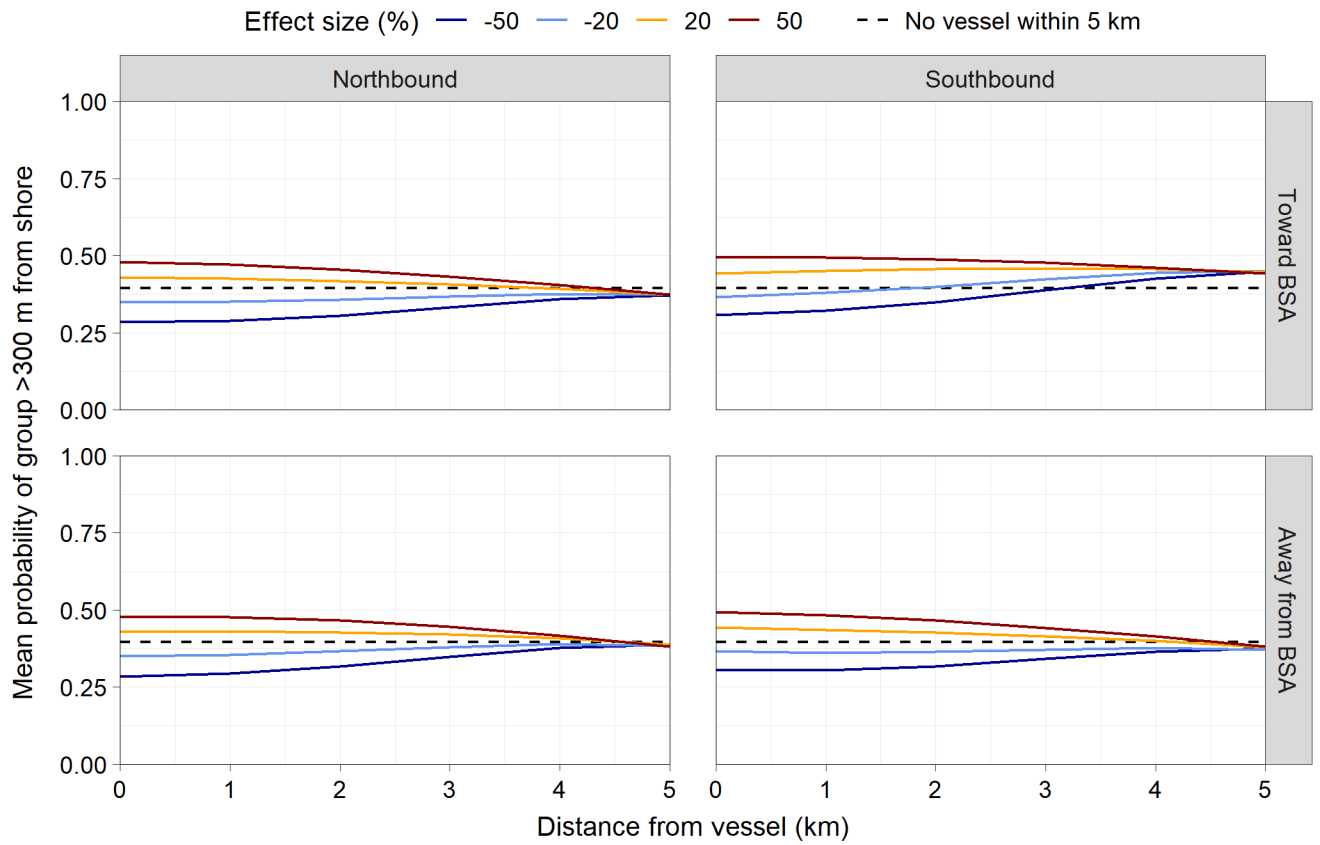 Effect size (%) -50 -20 20 50 No vessel within 5 km
Northbound Southbound
Mean probability of group >300 m from shore
1.00
0.75
0.50
0.25
0.00
Toward BSA
1.00
0.75
0.50
0.25
0.00
Away from BSA
0 1 2 3 4 5 0 1 2 3 4 5
Distance from vessel (km)